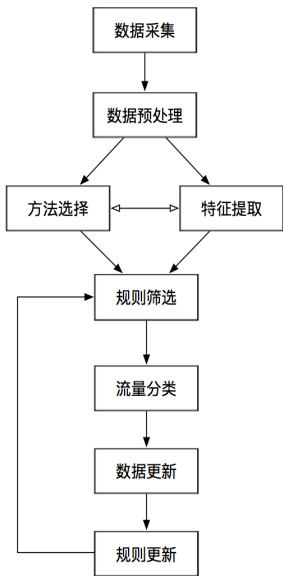 数据采集
数据预处理
方法选择
特征提取
规则筛选
流量分类
数据更新
规则更新